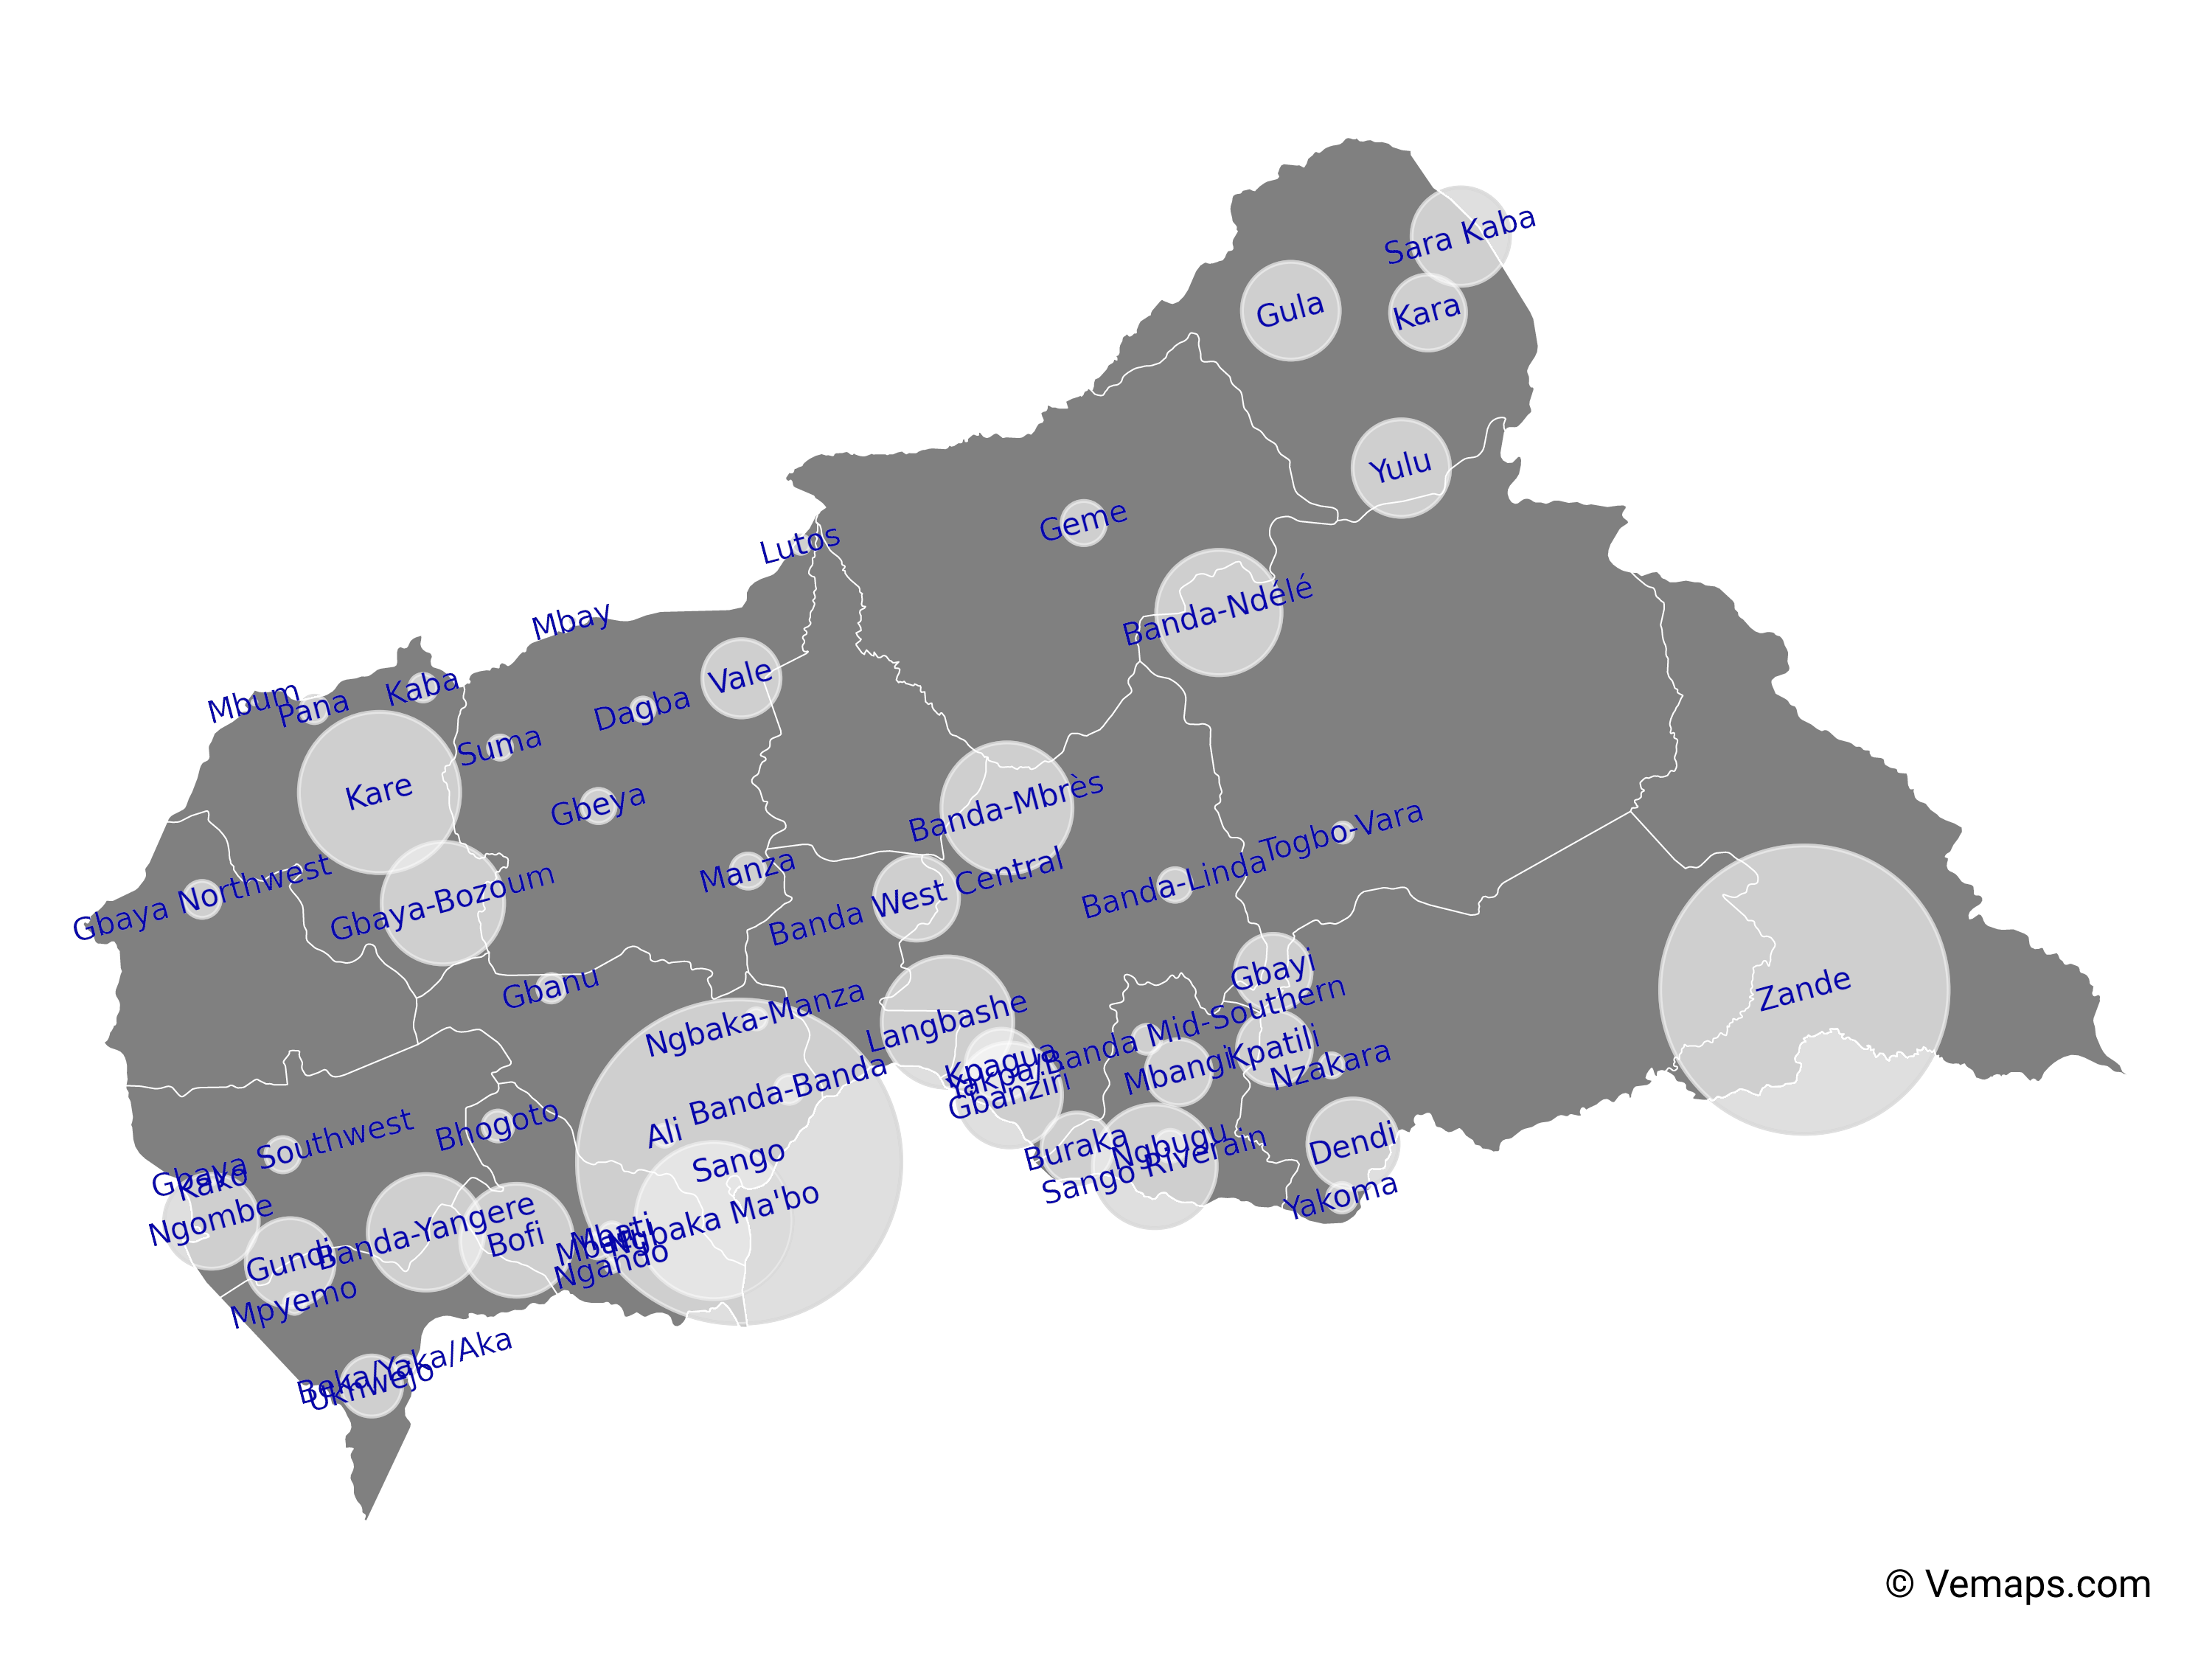 Sara Kaba
Gula
Kara
Yulu
Geme
Lutos
Banda-Ndélé
Mbay
Vale
Mbum
Pana
Kaba
Dagba
Suma
Kare
Gbeya
Banda-Mbrès
Togbo-Vara
Manza
Banda West Central
Banda-Linda
Gbaya Northwest
Gbaya-Bozoum
Gbayi
Gbanu
Zande
Ngbaka-Manza
Langbashe
Banda Mid-Southern
Kpagua
Yakpa/
Kpatili
Mbangi
Nzakara
Gbanziri
Ali
Banda-Banda
Bhogoto
Gbaya Southwest
Kako
Buraka
Ngbugu
Dendi
Sango
Sango Riverain
Yakoma
Ngombe
Banda-Yangere
Bofi
Gundi
Mbati
Ngbaka Ma'bo
Ngando
Mpyemo
Beka/Yaka/Aka
Ukhwejo
© Vemaps.com